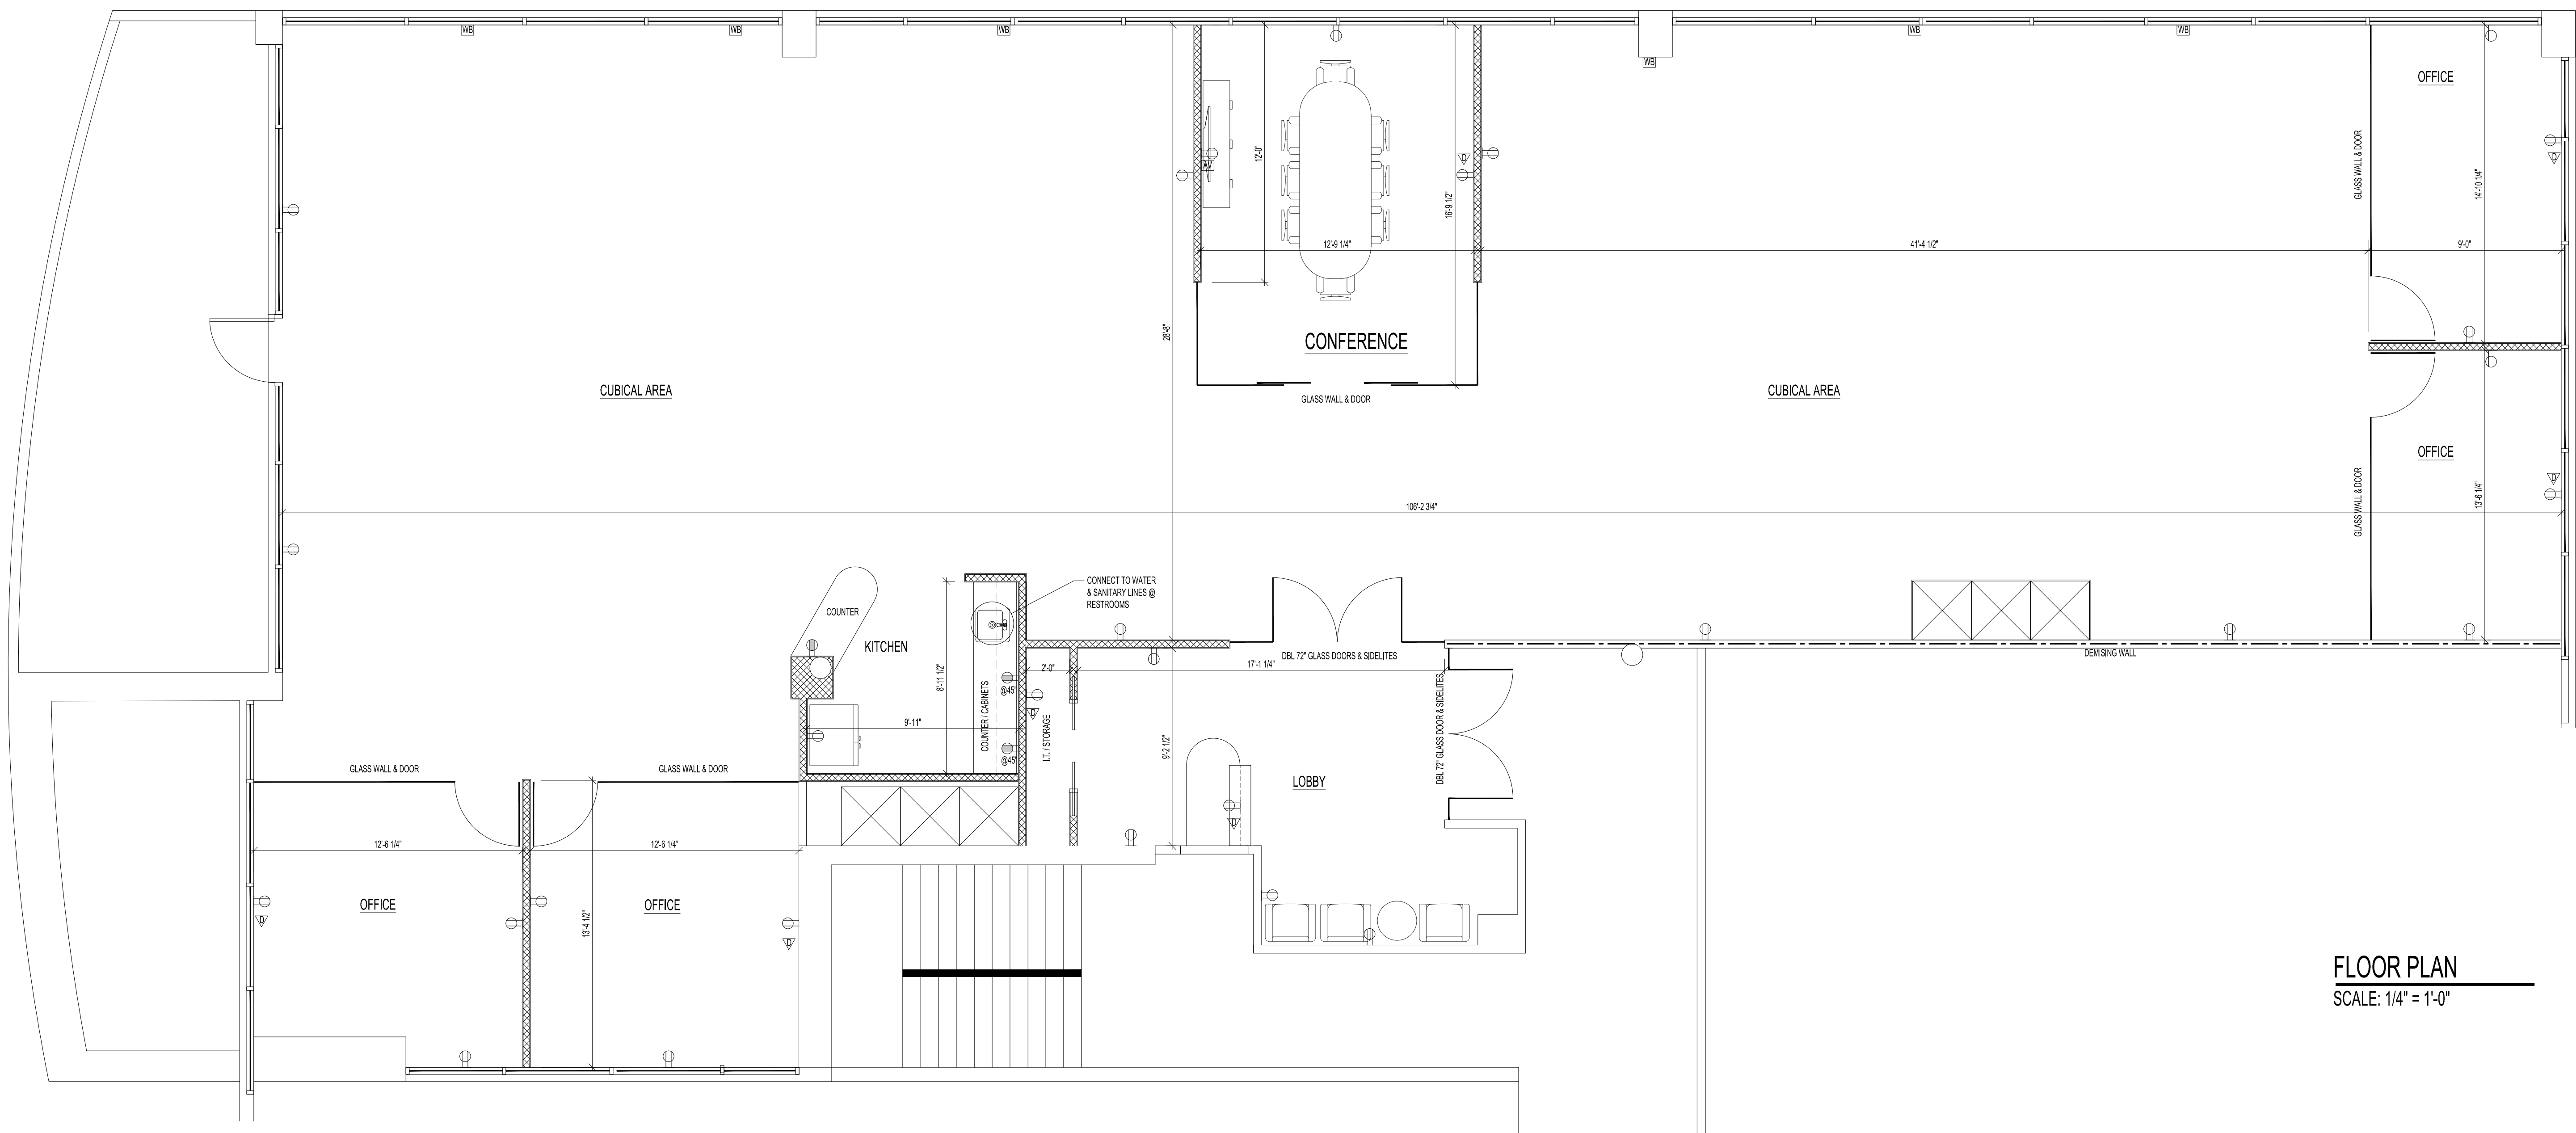 WB
WB
WB
WB
WB
WB
OFFICE
GLASS WALL & DOOR
D
AV
D
12'-0"
14'-10 1/4"
16'-9 1/2"
12'-9 1/4"
41'-4 1/2"
9'-0"
28'-8"
CONFERENCE
CUBICAL AREA
CUBICAL AREA
GLASS WALL & DOOR
OFFICE
GLASS WALL & DOOR
D
13'-6 1/4"
106'-2 3/4"
CONNECT TO WATER
& SANITARY LINES @
RESTROOMS
COUNTER
KITCHEN
8'-11 1/2"
DBL 72" GLASS DOORS & SIDELITES
DEMISING WALL
2'-0"
17'-1 1/4"
@45"
COUNTER / CABINETS
D
I.T. / STORAGE
9'-11"
DBL 72" GLASS DOOR & SIDELITES
9'-2 1/2"
@45"
GLASS WALL & DOOR
GLASS WALL & DOOR
LOBBY
D
12'-6 1/4"
12'-6 1/4"
OFFICE
OFFICE
D
13'-4 1/2"
D
FLOOR PLAN
SCALE: 1/4" = 1'-0"